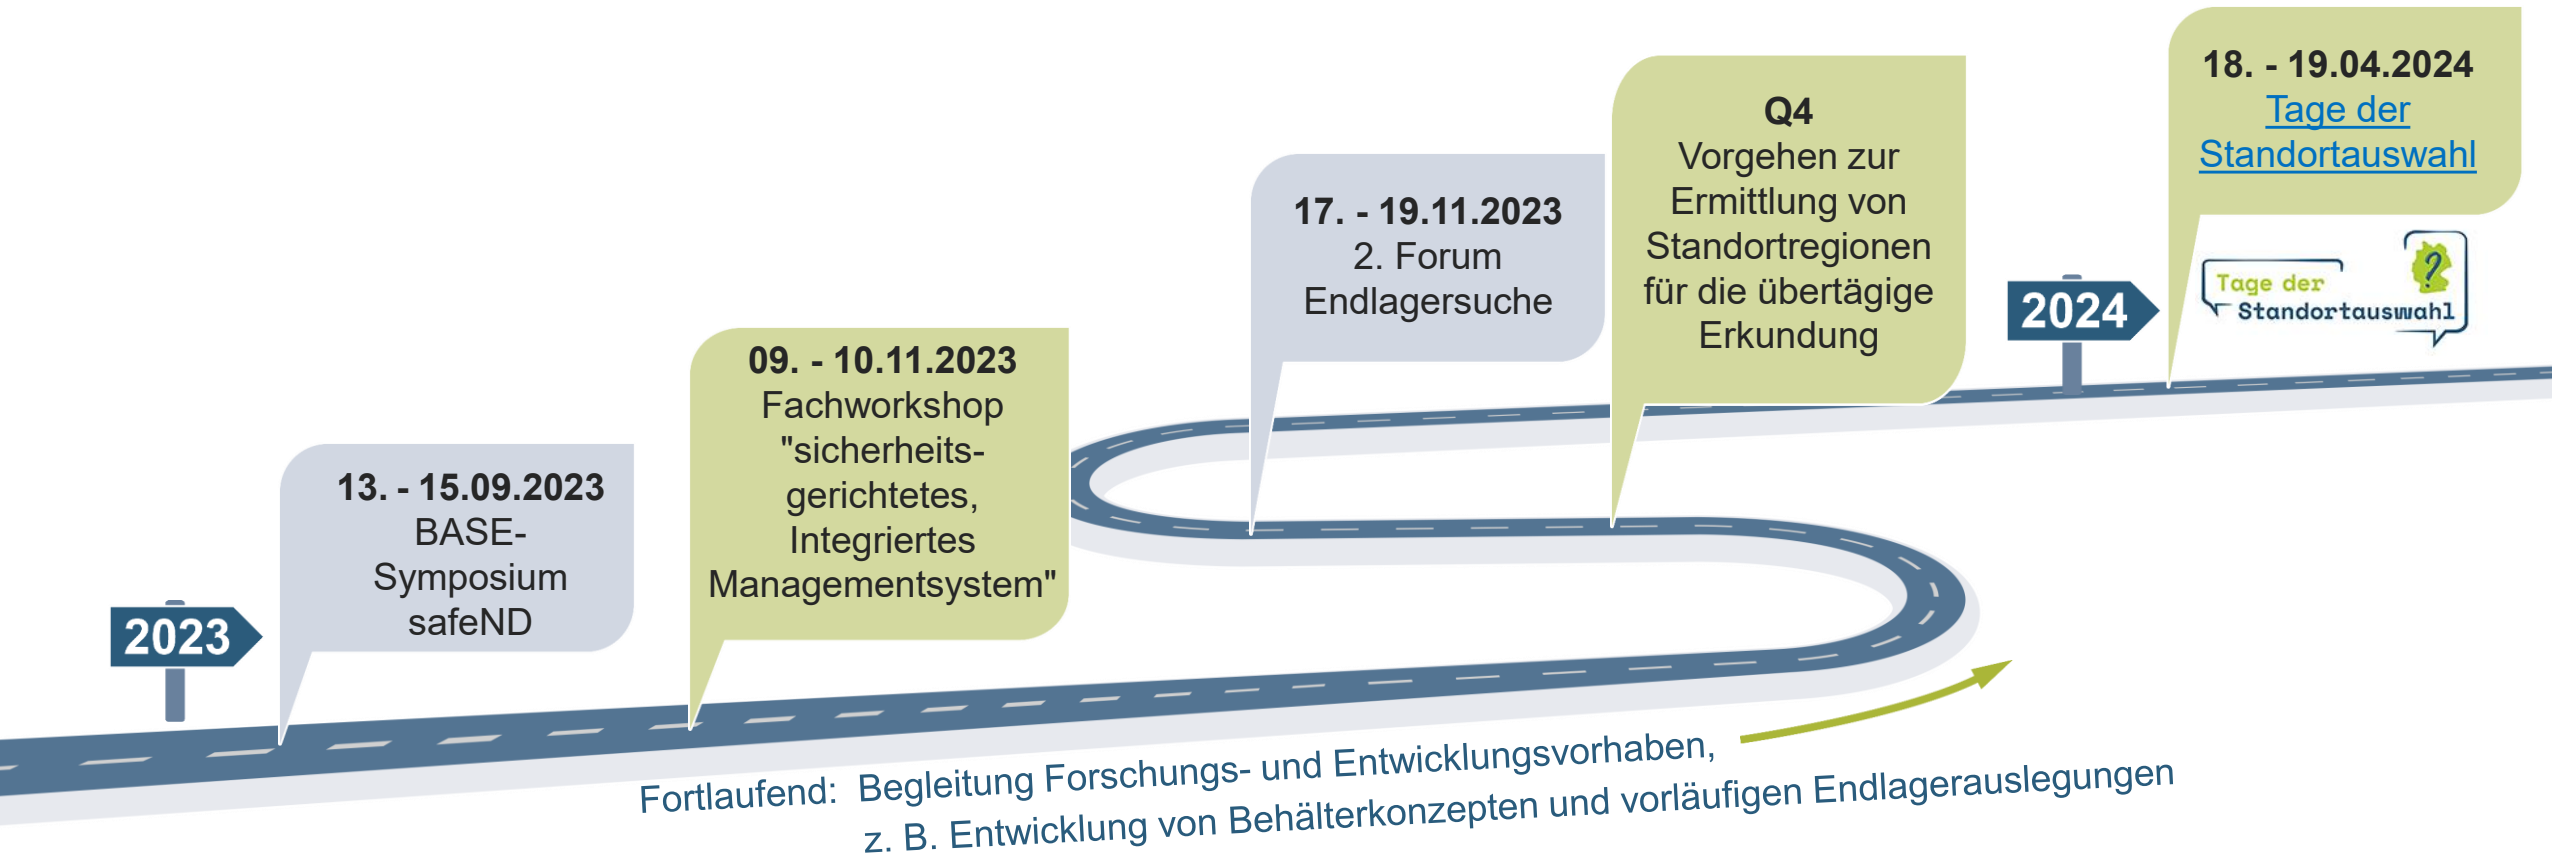 2023
13. - 15.09.2023
BASE-
Symposium
safeND
09. - 10.11.2023
Fachworkshop
"sicherheits-
gerichtetes,
Integriertes
Managementsystem"
17. - 19.11.2023
2. Forum
Endlagersuche
Q4
Vorgehen zur
Ermittlung von
Standortregionen
für die übertägige
Erkundung
2024
18. - 19.04.2024
Tage der
Standortauswahl
Tage der
Standortauswahl
?
Fortlaufend: Begleitung Forschungs- und Entwicklungsvorhaben,
z. B. Entwicklung von Behälterkonzepten und vorläufigen Endlagerauslegungen